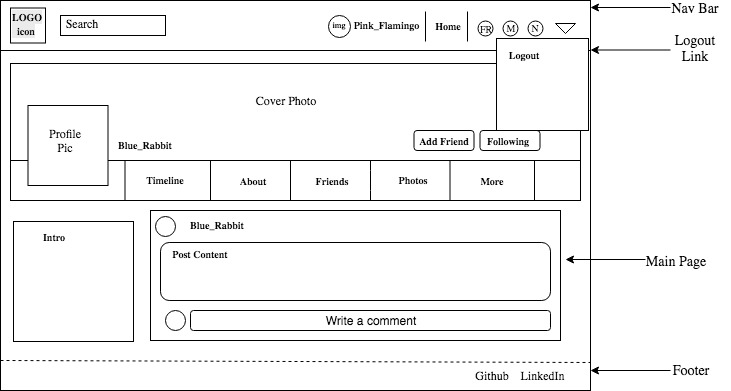 LOGO
icon
Search
img
Pink_Flamingo
Home
FR
M
N
Nav Bar
Logout
Link
Logout
Cover Photo
Profile
Pic
Blue_Rabbit
Add Friend
Following
Timeline
About
Friends
Photos
More
Intro
Blue_Rabbit
Post Content
Main Page
Write a comment
Footer
Github
LinkedIn